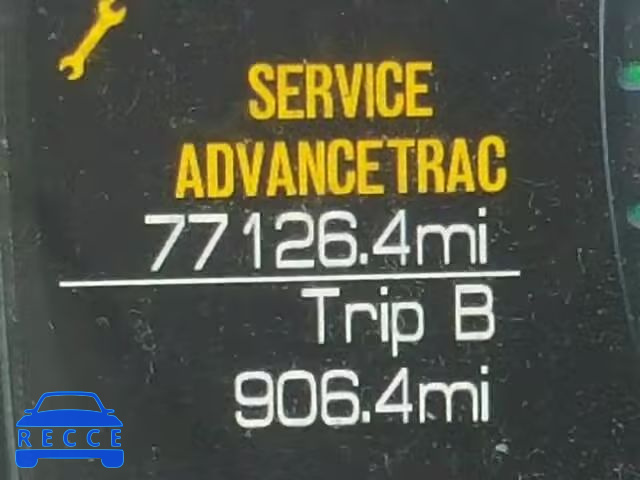 SERVICE
ADVANCETRAC
77126.4mi
Trip B
906.4mi
RECCE